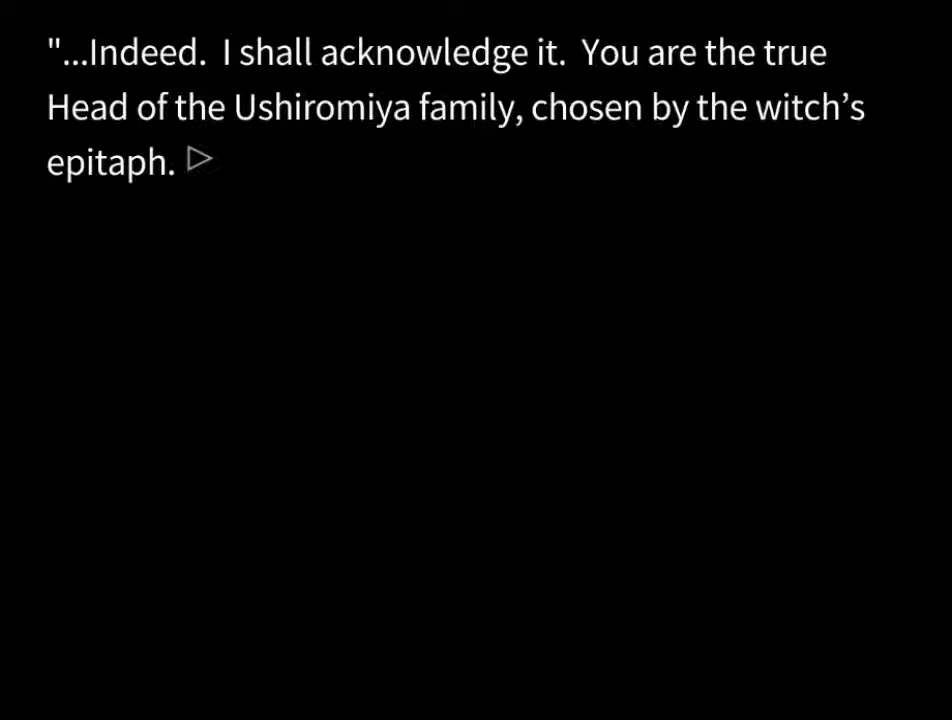 "...Indeed.  I shall acknowledge it.  You are the true
Head of the Ushiromiya family, chosen by the witch’s
epitaph.